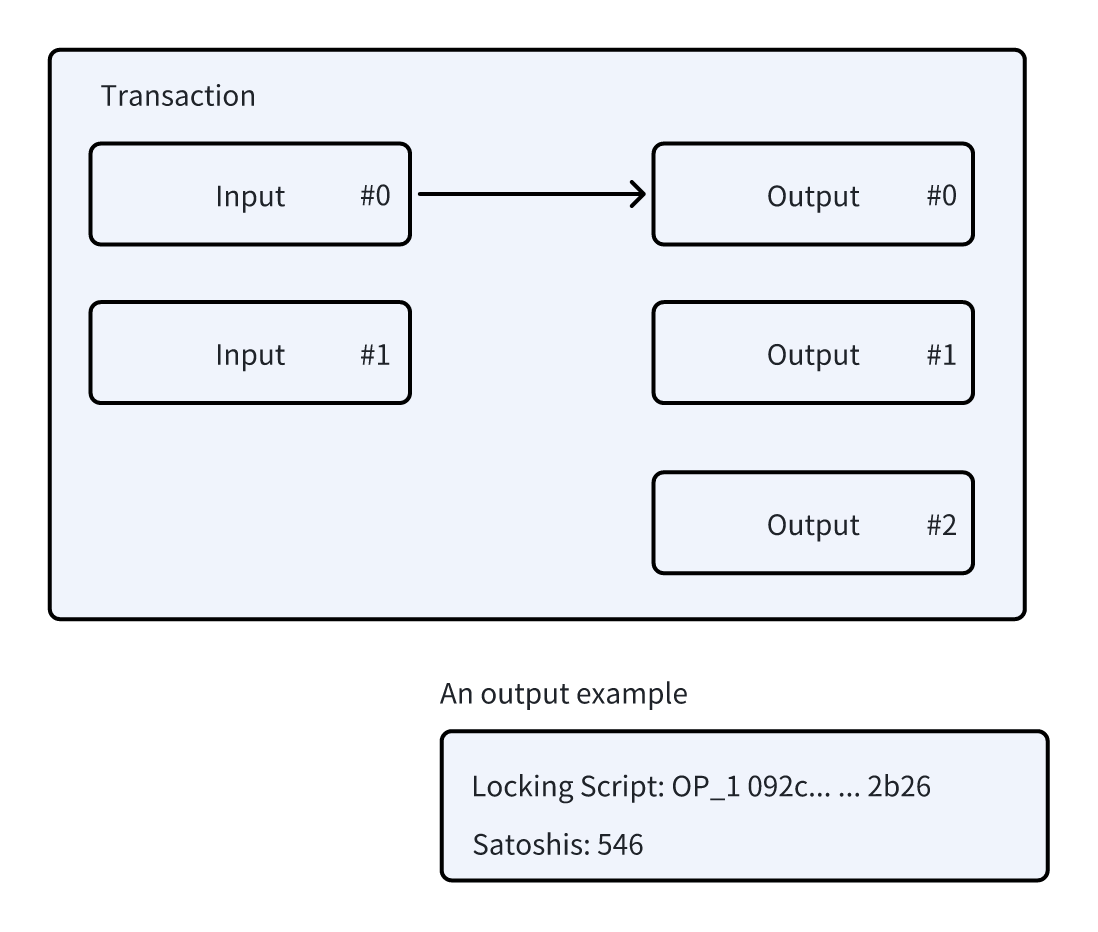 Transaction
Input #0
Output #0
Input #1
Output #1
Output #2
An output example
Locking Script: OP_1 092c... ... 2b26
Satoshis: 546